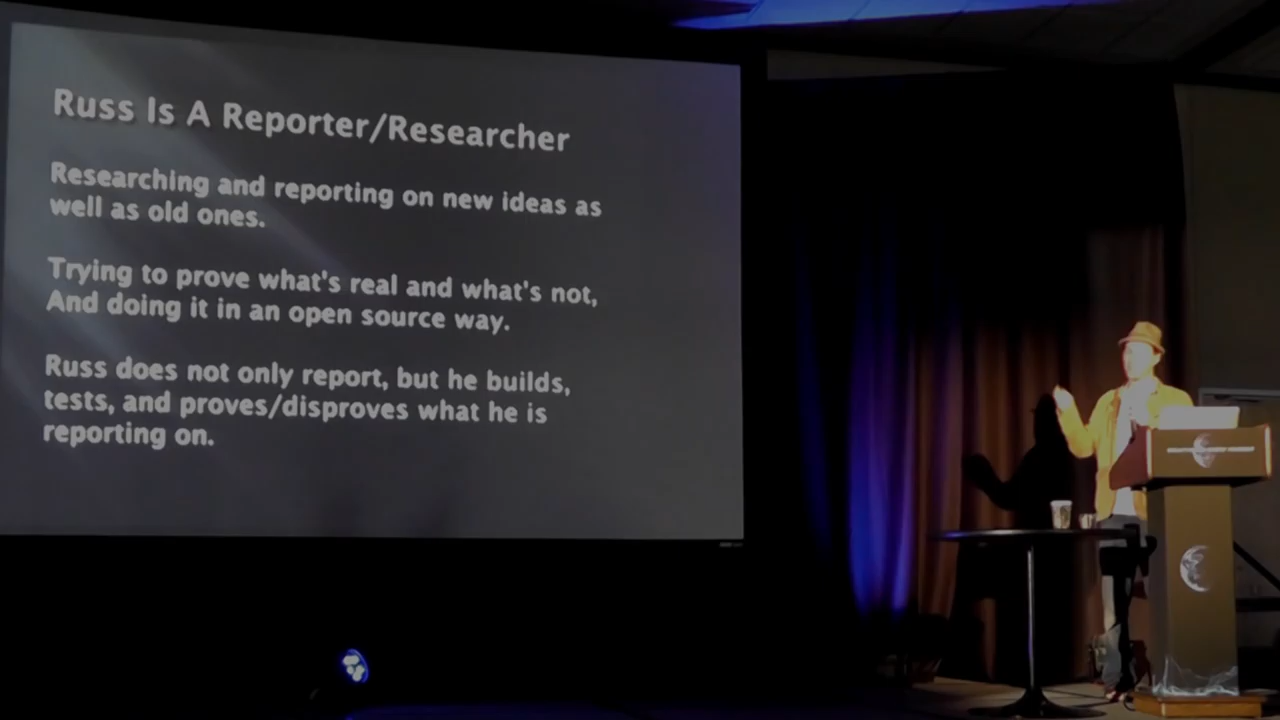 Russ Is A Reporter/Researcher
Researching and reporting on new ideas as
well as old ones.
Trying to prove what's real and what's not,
And doing it in an open source way.
Russ does not only report, but he builds,
tests, and proves/disproves what he is
reporting on.